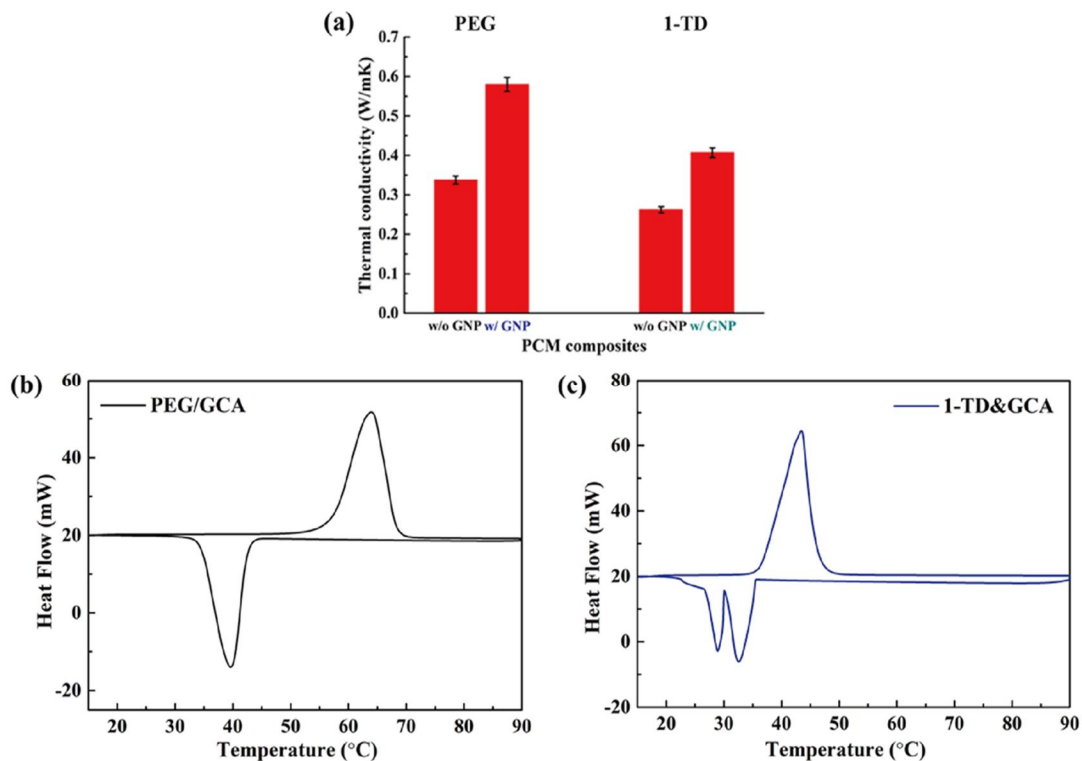 (a)
PEG 1-TD
Thermal conductivity (W/mK)
0.7
0.6
0.5
0.4
0.3
0.2
0.1
0.0
w/o GNP w/ GNP w/o GNP w/ GNP
PCM composites
(b)
PEG/GCA
Heat Flow (mW)
60
40
20
0
-20
20 30 40 50 60 70 80 90
Temperature (°C)
(c)
1-TD&GCA
Heat Flow (mW)
80
60
40
20
0
-20
20 30 40 50 60 70 80 90
Temperature (°C)